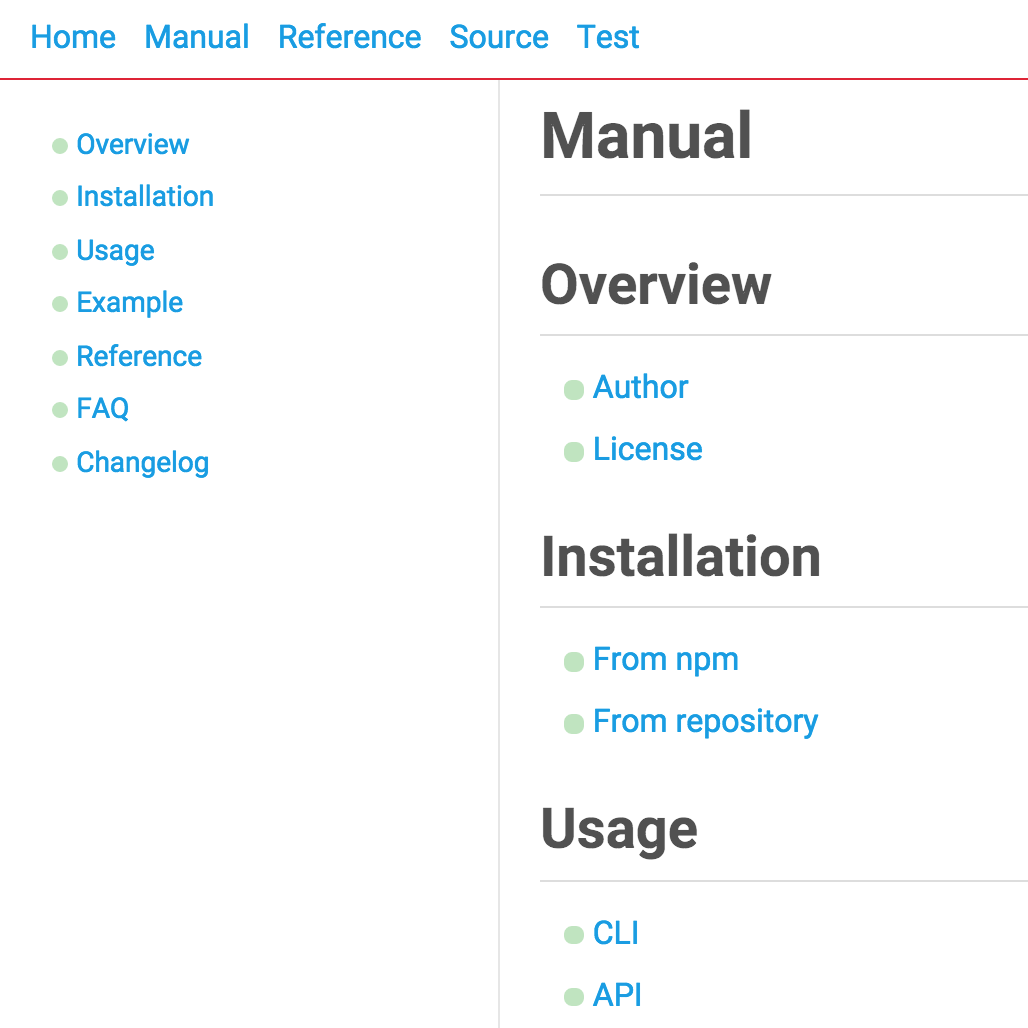 Home Manual Reference Source Test
Overview
Installation
Usage
Example
Reference
FAQ
Changelog
Manual
Overview
Author
License
Installation
From npm
From repository
Usage
CLI
API